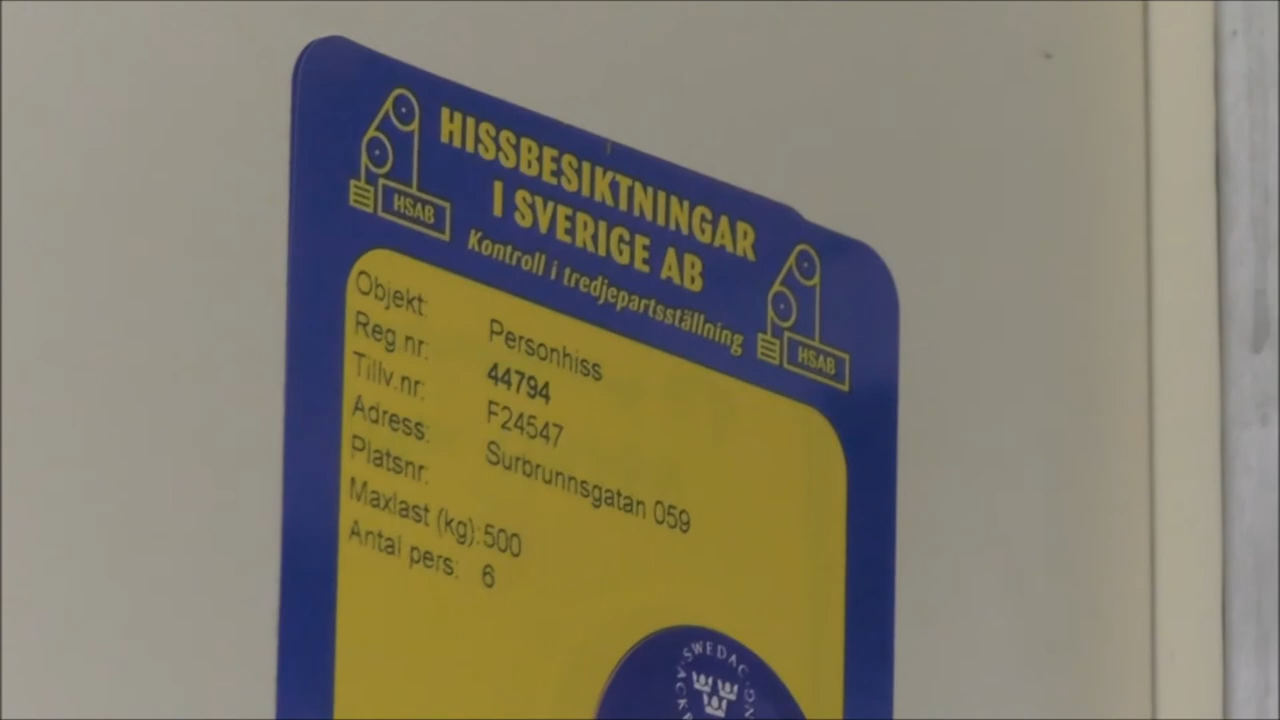 HISSBESIKTNINGAR
I SVERIGE AB
Kontroll i tredjepartsställning
HSAB
HSAB
Objekt: Personhiss
Reg.nr: 44794
Tillv.nr: F24547
Adress: Surbrunnsgatan 059
Platsnr:
Maxlast (kg): 500
Antal pers: 6
SWEDAC